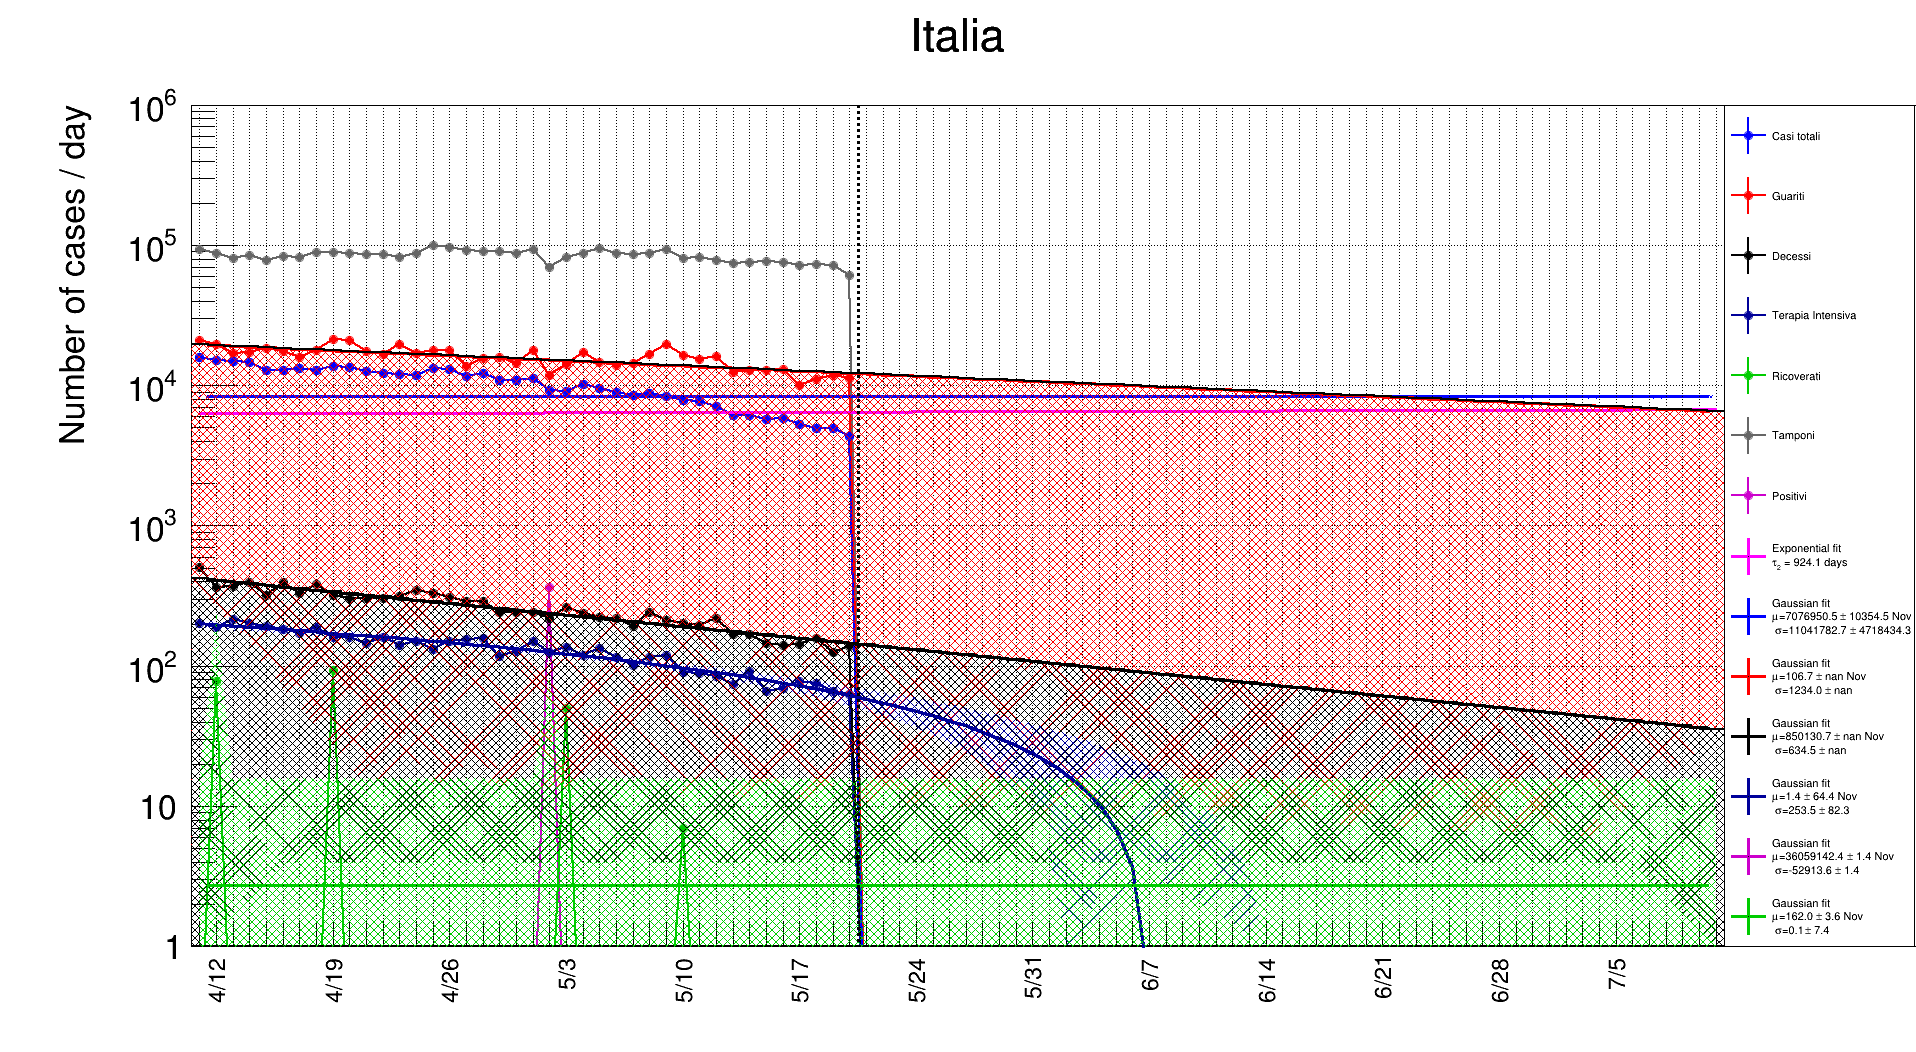 Italia
Number of cases / day
10^6
10^5
10^4
10^3
10^2
10
1
4/12
4/19
4/26
5/3
5/10
5/17
5/24
5/31
6/7
6/14
6/21
6/28
7/5
Casi totali
Guariti
Decessi
Terapia Intensiva
Ricoverati
Tamponi
Positivi
Exponential fit
τ_2 = 924.1 days
Gaussian fit
μ=7076950.5 ± 10354.5 Nov
σ=11041782.7 ± 4718434.3
Gaussian fit
μ=106.7 ± nan Nov
σ=1234.0 ± nan
Gaussian fit
μ=850130.7 ± nan Nov
σ=634.5 ± nan
Gaussian fit
μ=1.4 ± 64.4 Nov
σ=253.5 ± 82.3
Gaussian fit
μ=36059142.4 ± 1.4 Nov
σ=-52913.6 ± 1.4
Gaussian fit
μ=162.0 ± 3.6 Nov
σ=0.1 ± 7.4